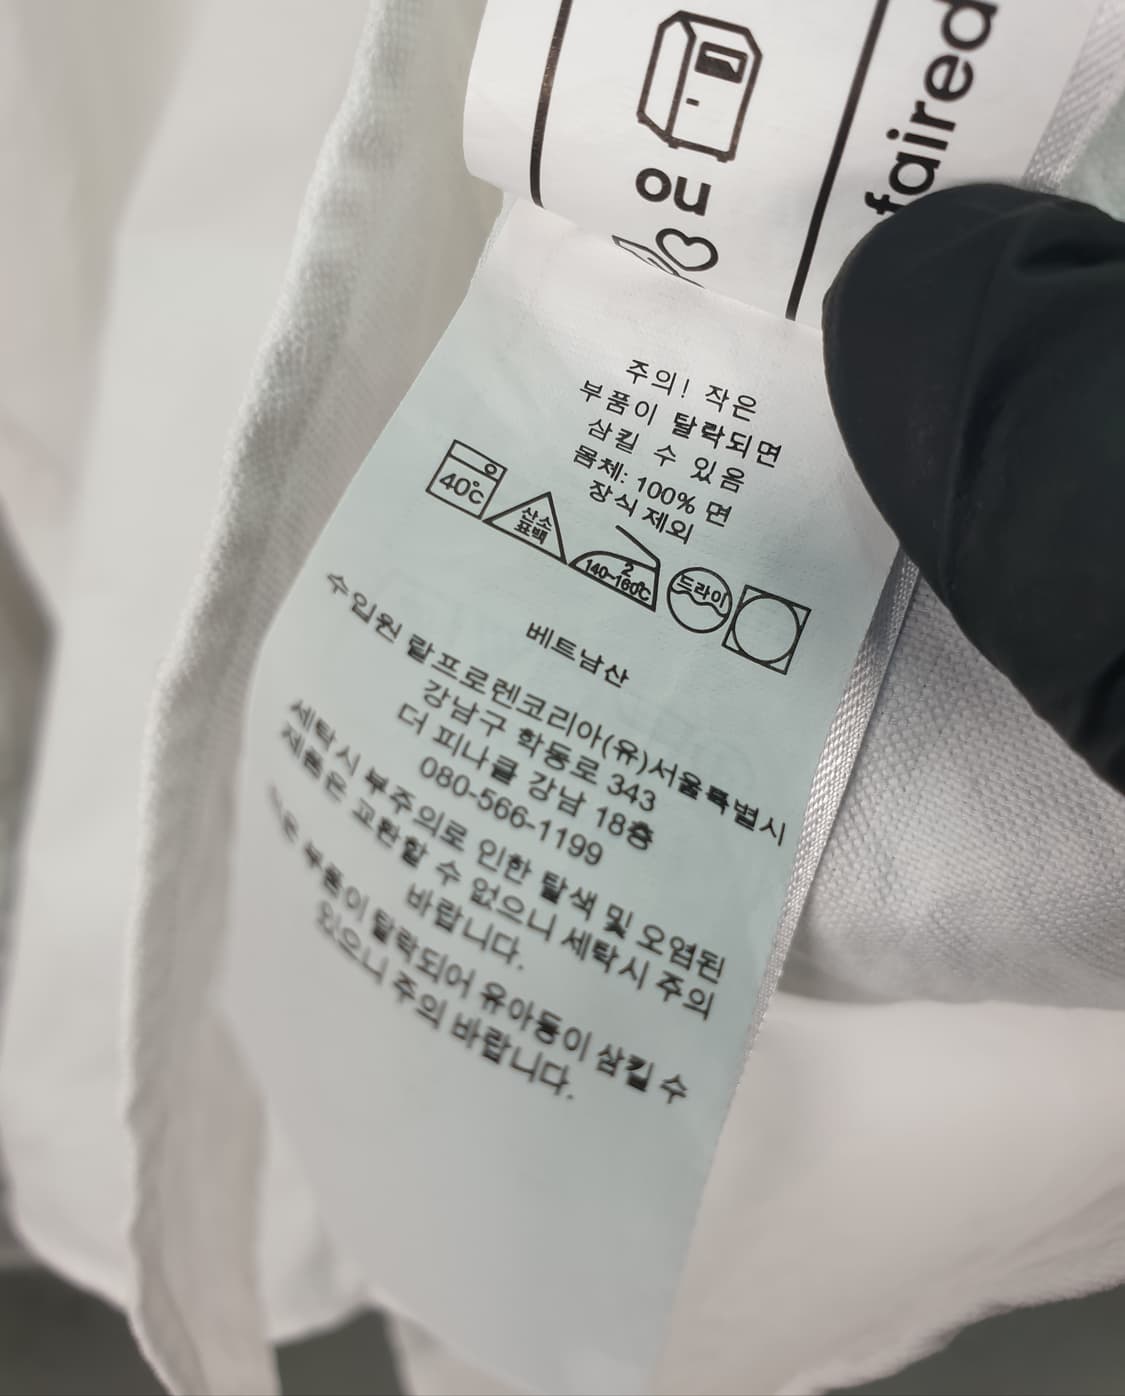 faired
ou
주의! 작은
부품이 탈락되면
삼킬 수 있음
몸체: 100% 면
장식 제외
40℃
산소
표백
2
140~160℃
드라이
베트남산
수입원 랄프로렌코리아(유)서울특별시
강남구 학동로 343
더 피나클 강남 18층
080-566-1199
세탁시 부주의로 인한 탈색 및 오염된
제품은 교환할 수 없으니 세탁시 주의
바랍니다.
부품이 탈락되어 유아동이 삼킬 수
있으니 주의 바랍니다.